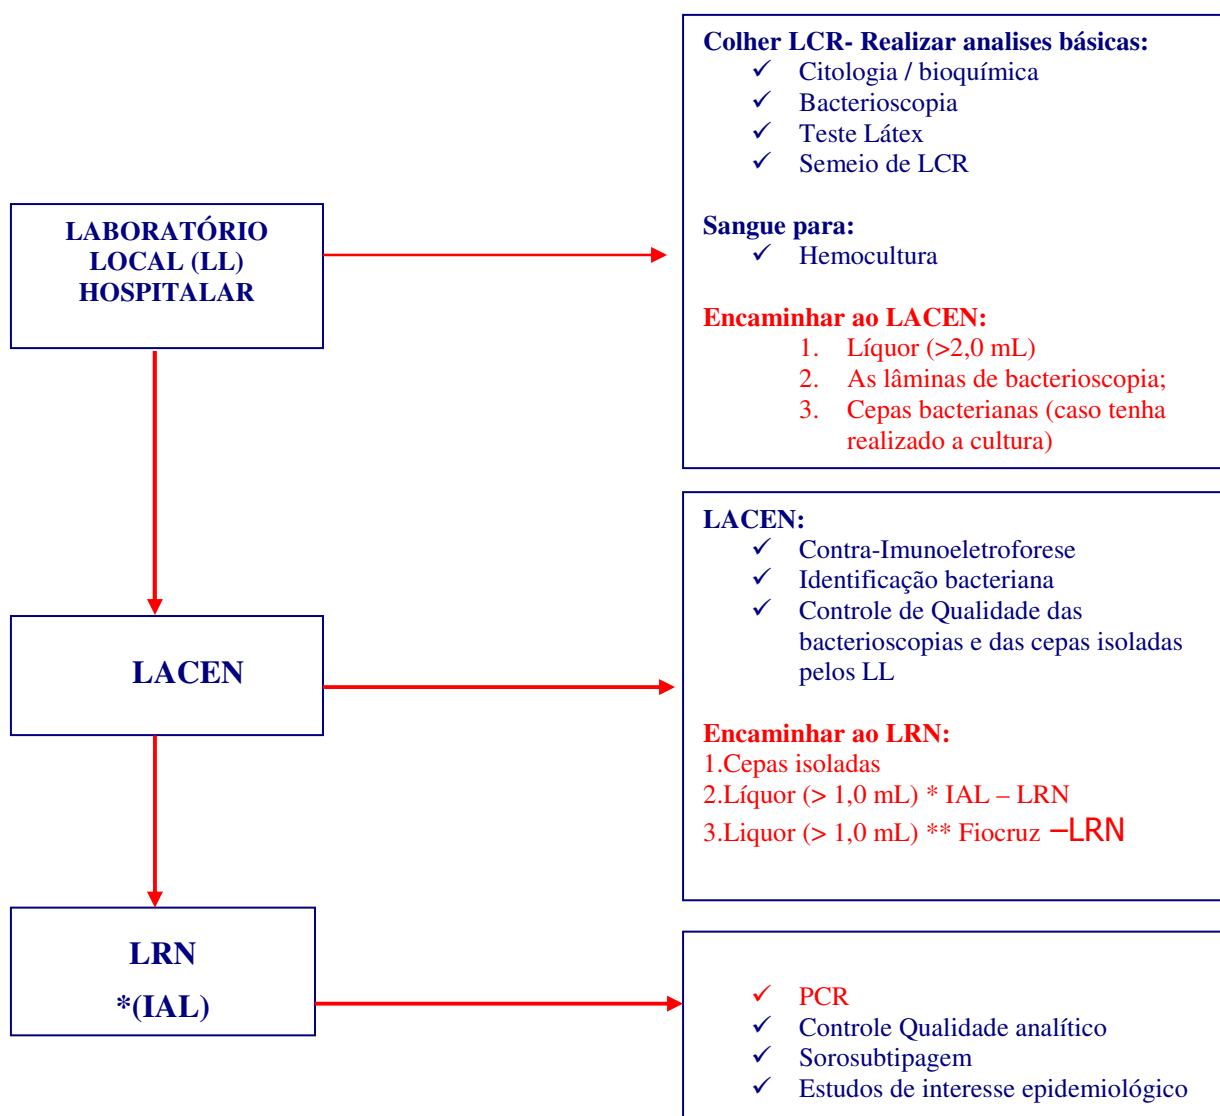 LABORATÓRIO
LOCAL (LL)
HOSPITALAR
Colher LCR- Realizar analises básicas:
✓ Citologia / bioquímica
✓ Bacterioscopia
✓ Teste Látex
✓ Semeio de LCR
Sangue para:
✓ Hemocultura
Encaminhar ao LACEN:
1. Líquor (>2,0 mL)
2. As lâminas de bacterioscopia;
3. Cepas bacterianas (caso tenha
realizado a cultura)
LACEN
LACEN:
✓ Contra-Imunoeletroforese
✓ Identificação bacteriana
✓ Controle de Qualidade das
bacterioscopias e das cepas isoladas
pelos LL
Encaminhar ao LRN:
1.Cepas isoladas
2.Líquor (> 1,0 mL) * IAL – LRN
3.Liquor (> 1,0 mL) ** Fiocruz –LRN
LRN
*(IAL)
✓ PCR
✓ Controle Qualidade analítico
✓ Sorosubtipagem
✓ Estudos de interesse epidemiológico